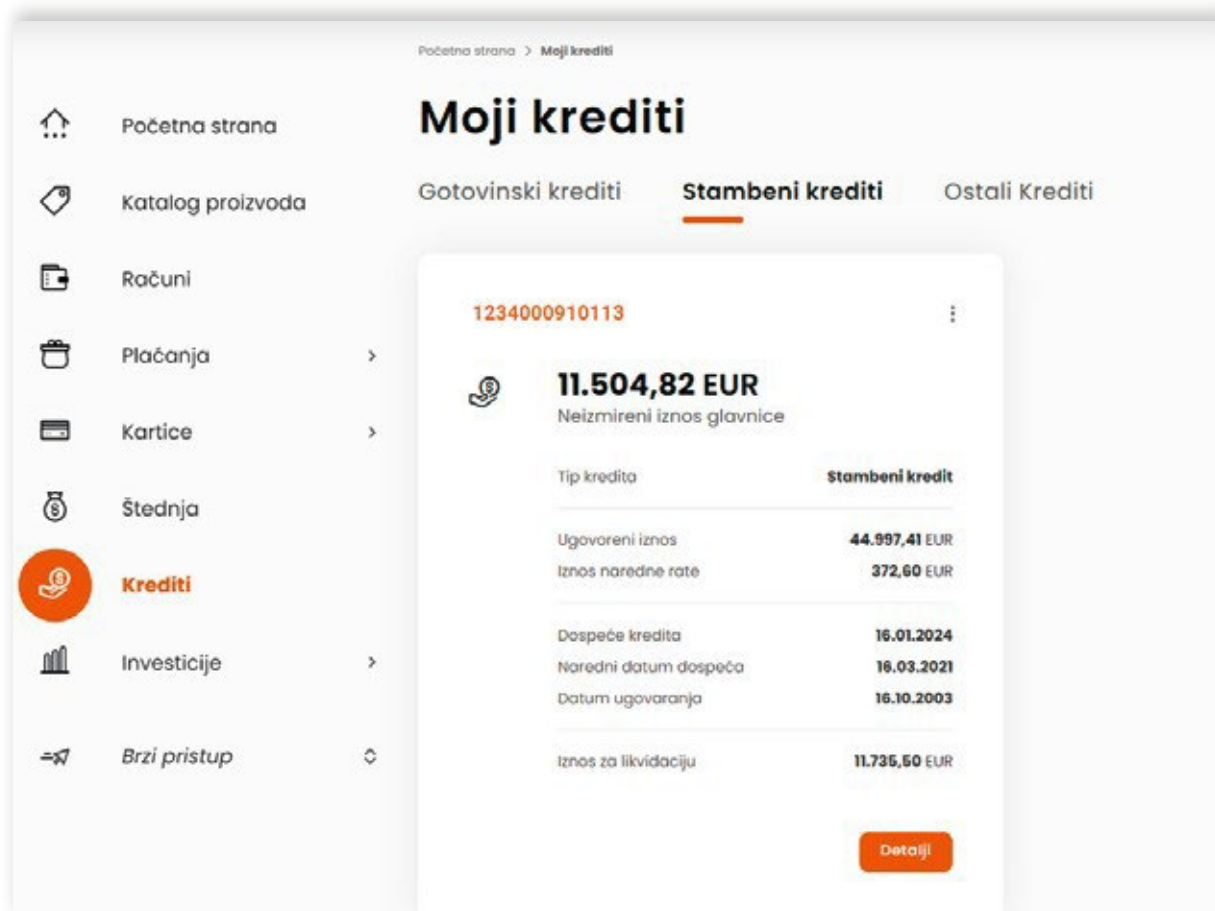 Početna strana > Moji krediti
Moji krediti
Početna strana
Katalog proizvoda
Računi
Plaćanja
Kartice
Štednja
Krediti
Investicije
Brzi pristup
Gotovinski krediti Stambeni krediti Ostali Krediti
1234000910113
11.504,82 EUR
Neizmireni iznos glavnice
Tip kredita Stambeni kredit
Ugovoreni iznos 44.997,41 EUR
Iznos naredne rate 372,60 EUR
Dospeće kredita 16.01.2024
Naredni datum dospeća 16.03.2021
Datum ugovaranja 16.10.2003
Iznos za likvidaciju 11.735,50 EUR
Detalji